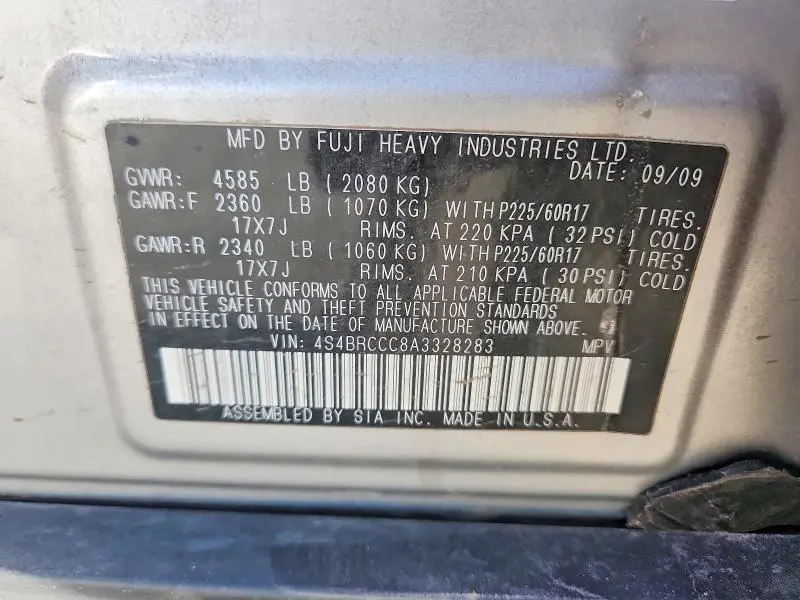 MFD BY FUJI HEAVY INDUSTRIES LTD.
DATE: 09/09
GVWR: 4585 LB ( 2080 KG)
GAWR:F 2360 LB ( 1070 KG) WITH P225/60R17 TIRES.
17X7J RIMS. AT 220 KPA ( 32 PSI) COLD
GAWR:R 2340 LB ( 1060 KG) WITH P225/60R17 TIRES.
17X7J RIMS. AT 210 KPA ( 30 PSI) COLD
THIS VEHICLE CONFORMS TO ALL APPLICABLE FEDERAL MOTOR
VEHICLE SAFETY AND THEFT PREVENTION STANDARDS
IN EFFECT ON THE DATE OF MANUFACTURE SHOWN ABOVE.
VIN: 4S4BRCCC8A3328283 MPV
ASSEMBLED BY SIA INC. MADE IN U.S.A.